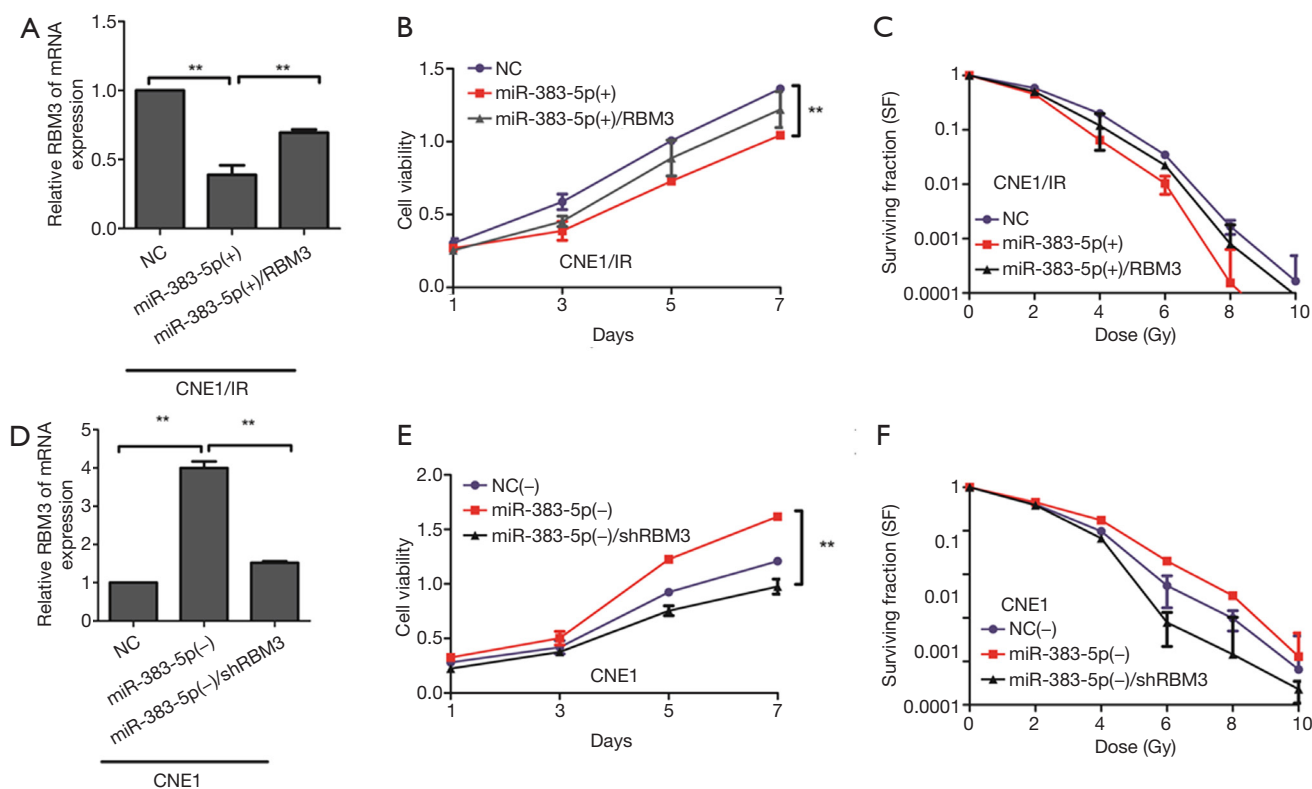 A
Relative RBM3 of mRNA
expression
1.5
1.0
0.5
0.0
**
**
NC
miR-383-5p(+)
miR-383-5p(+)/RBM3
CNE1/IR
B
Cell viability
1.5
1.0
0.5
0.0
NC
miR-383-5p(+)
miR-383-5p(+)/RBM3
**
CNE1/IR
1 3 5 7
Days
C
Surviving fraction (SF)
1
0.1
0.01
0.001
0.0001
CNE1/IR
NC
miR-383-5p(+)
miR-383-5p(+)/RBM3
0 2 4 6 8 10
Dose (Gy)
D
Relative RBM3 of mRNA
expression
5
4
3
2
1
0
**
**
NC
miR-383-5p(–)
miR-383-5p(–)/shRBM3
CNE1
E
Cell viability
2.0
1.5
1.0
0.5
0.0
NC(–)
miR-383-5p(–)
miR-383-5p(–)/shRBM3
**
CNE1
1 3 5 7
Days
F
Surviving fraction (SF)
1
0.1
0.01
0.001
0.0001
CNE1
NC(–)
miR-383-5p(–)
miR-383-5p(–)/shRBM3
0 2 4 6 8 10
Dose (Gy)